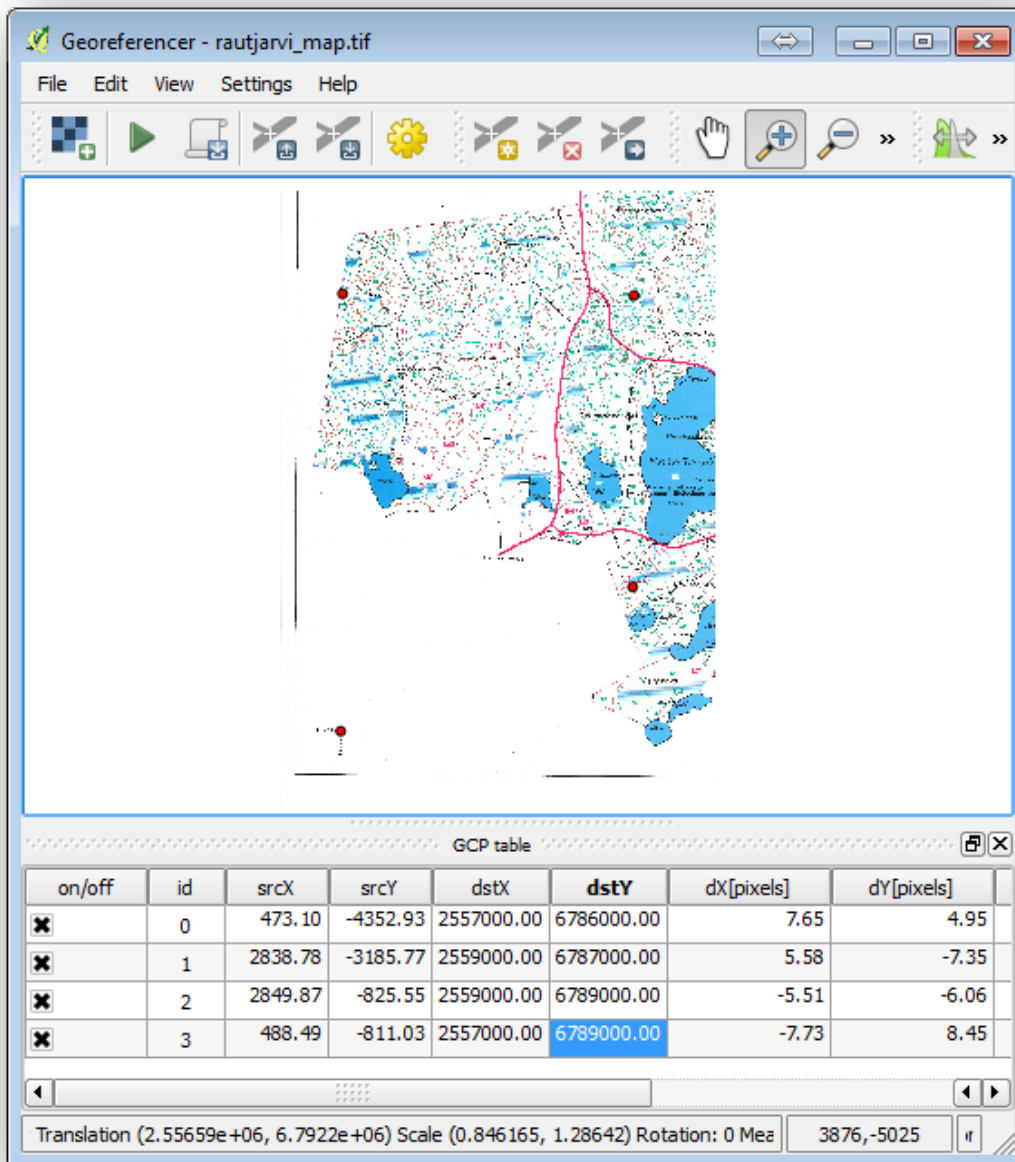 Georeferencer - rautjarvi_map.tif
File Edit View Settings Help
» »
GCP table
on/off id srcX srcY dstX dstY dX[pixels] dY[pixels]
0 473.10 -4352.93 2557000.00 6786000.00 7.65 4.95
1 2838.78 -3185.77 2559000.00 6787000.00 5.58 -7.35
2 2849.87 -825.55 2559000.00 6789000.00 -5.51 -6.06
3 488.49 -811.03 2557000.00 6789000.00 -7.73 8.45
Translation (2.55659e+06, 6.7922e+06) Scale (0.846165, 1.28642) Rotation: 0 Mea 3876,-5025